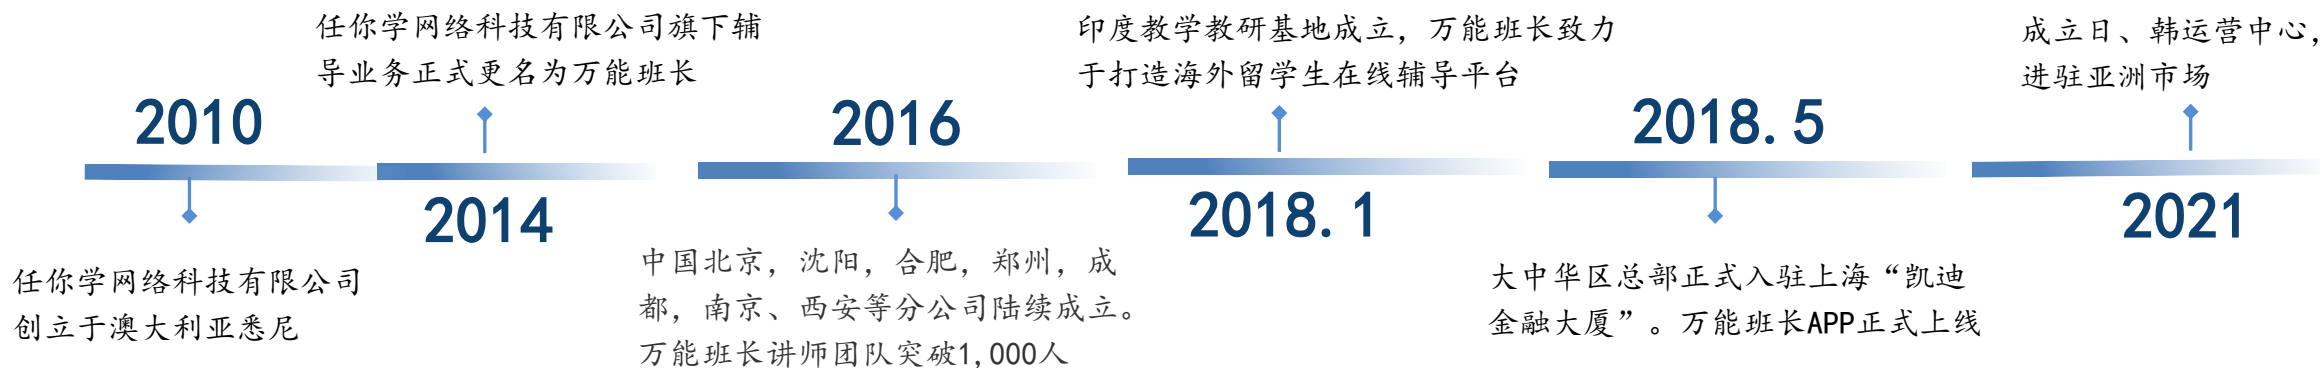 2010
任你学网络科技有限公司
创立于澳大利亚悉尼
任你学网络科技有限公司旗下辅
导业务正式更名为万能班长
2014
2016
中国北京，沈阳，合肥，郑州，成
都，南京、西安等分公司陆续成立。
万能班长讲师团队突破1,000人
印度教学教研基地成立，万能班长致力
于打造海外留学生在线辅导平台
2018.1
2018.5
大中华区总部正式入驻上海“凯迪
金融大厦”。万能班长APP正式上线
成立日、韩运营中心，
进驻亚洲市场
2021